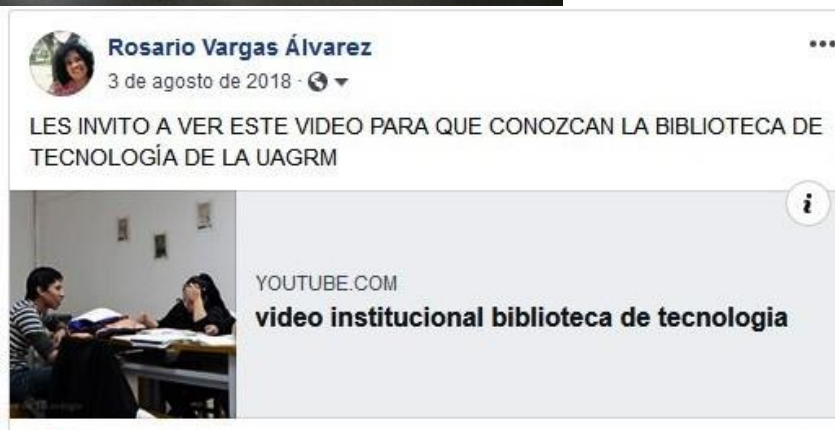 Rosario Vargas Álvarez
3 de agosto de 2018 ·
LES INVITO A VER ESTE VIDEO PARA QUE CONOZCAN LA BIBLIOTECA DE
TECNOLOGÍA DE LA UAGRM
i
YOUTUBE.COM
video institucional biblioteca de tecnologia